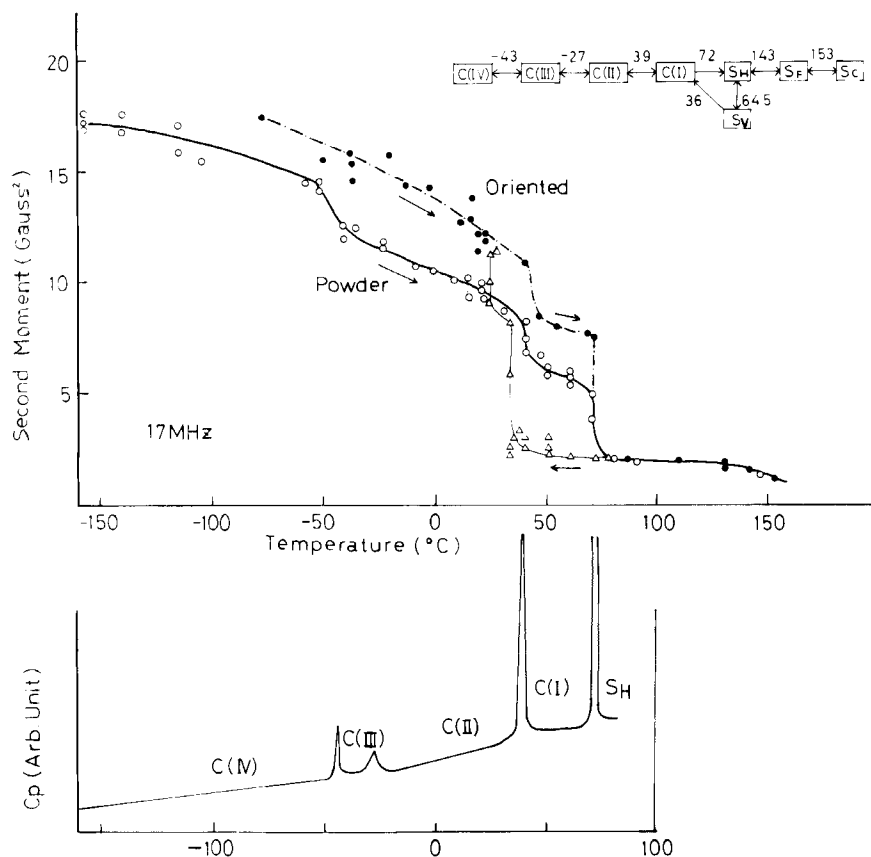 20
15
10
5
Second Moment (Gauss²)
-43 -27 39 72 143 153
C(IV) C(III) C(II) C(I) SH SF SC
36 64.5
SV
Oriented
Powder
17MHz
-150 -100 -50 0 50 100 150
Temperature (°C)
Cp (Arb Unit)
C(IV) C(III) C(II) C(I) SH
-100 0 100